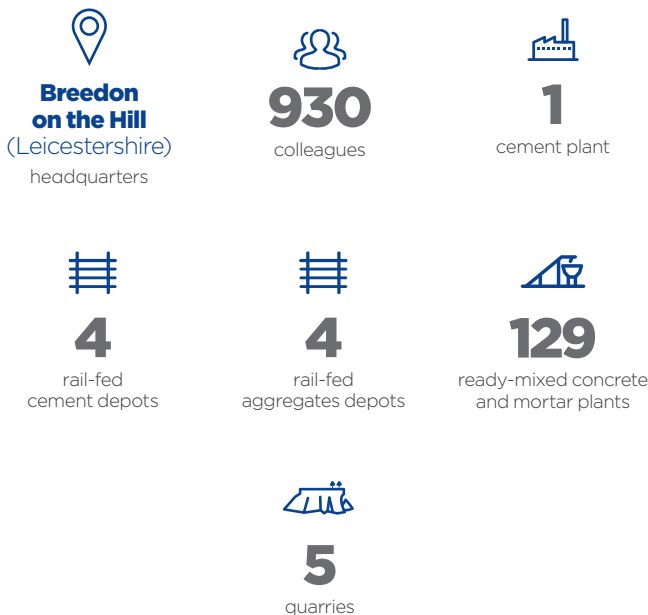 Breedon
on the Hill
(Leicestershire)
headquarters
930
colleagues
1
cement plant
4
rail-fed
cement depots
4
rail-fed
aggregates depots
129
ready-mixed concrete
and mortar plants
5
quarries